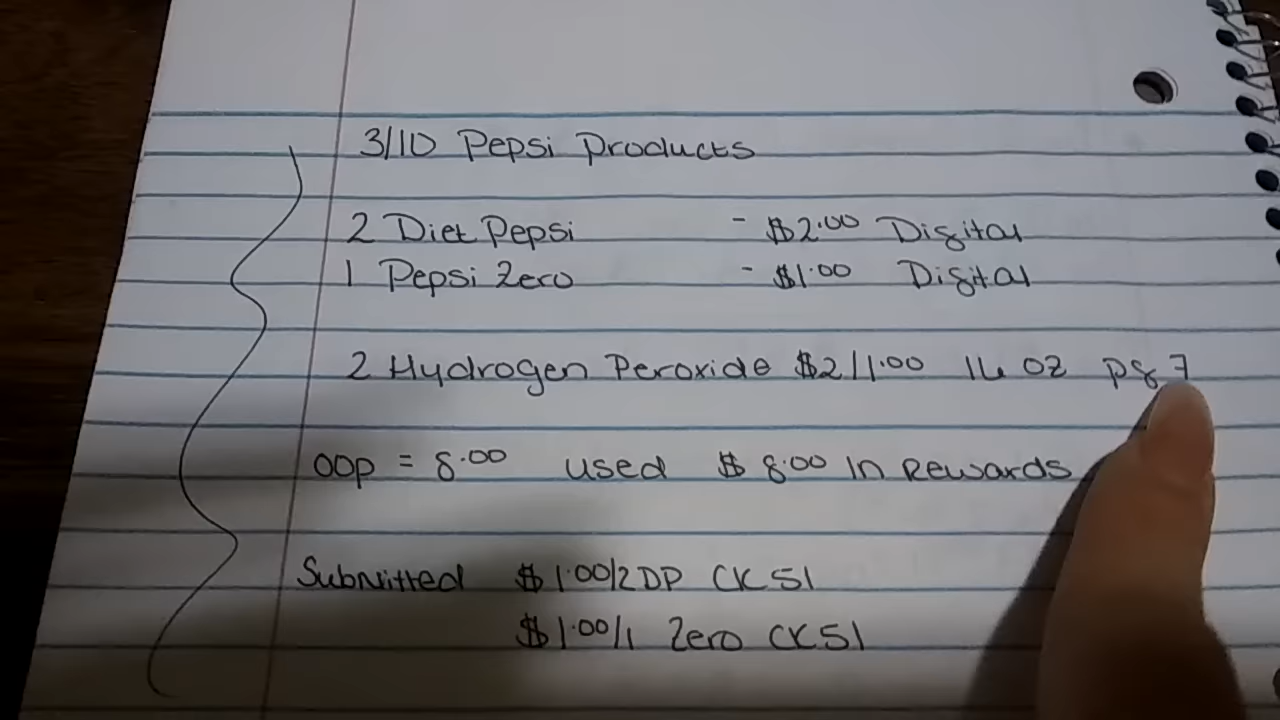 3/10 Pepsi Products
2 Diet Pepsi - $2.00 Digital
1 Pepsi Zero - $1.00 Digital
2 Hydrogen Peroxide $2/1.00 16 oz pg 7
OOP = 8.00 used $8.00 in Rewards
Submitted $1.00/2 DP CK51
$1.00/1 Zero CK51